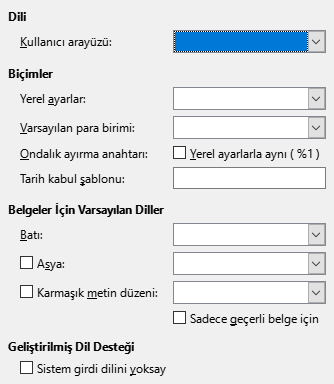 Dili
Kullanıcı arayüzü:
Biçimler
Yerel ayarlar:
Varsayılan para birimi:
Ondalık ayırma anahtarı: Yerel ayarlarla aynı ( %1 )
Tarih kabul şablonu:
Belgeler İçin Varsayılan Diller
Batı:
Asya:
Karmaşık metin düzeni:
Sadece geçerli belge için
Geliştirilmiş Dil Desteği
Sistem girdi dilini yoksay